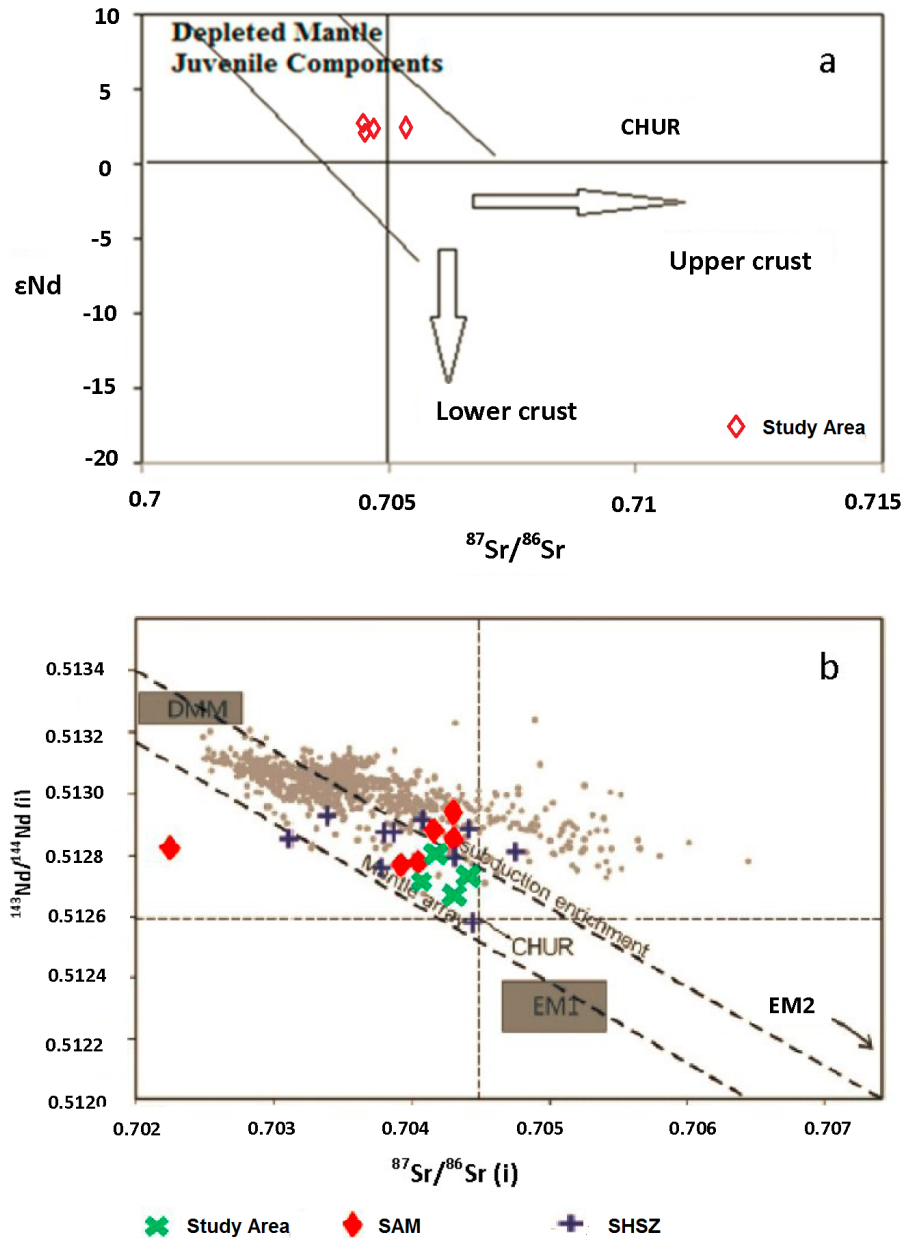 10
Depleted Mantle
Juvenile Components
a
5
CHUR
0
-5
Upper crust
εNd
-10
-15
Lower crust
Study Area
-20
0.7
0.705
0.71
0.715
⁸⁷Sr/⁸⁶Sr
b
0.5134
DMM
0.5132
0.5130
¹⁴³Nd/¹⁴⁴Nd (i)
0.5128
subduction enrichment
Mantle array
0.5126
CHUR
0.5124
EM1
EM2
0.5122
0.5120
0.702
0.703
0.704
0.705
0.706
0.707
⁸⁷Sr/⁸⁶Sr (i)
Study Area
SAM
SHSZ